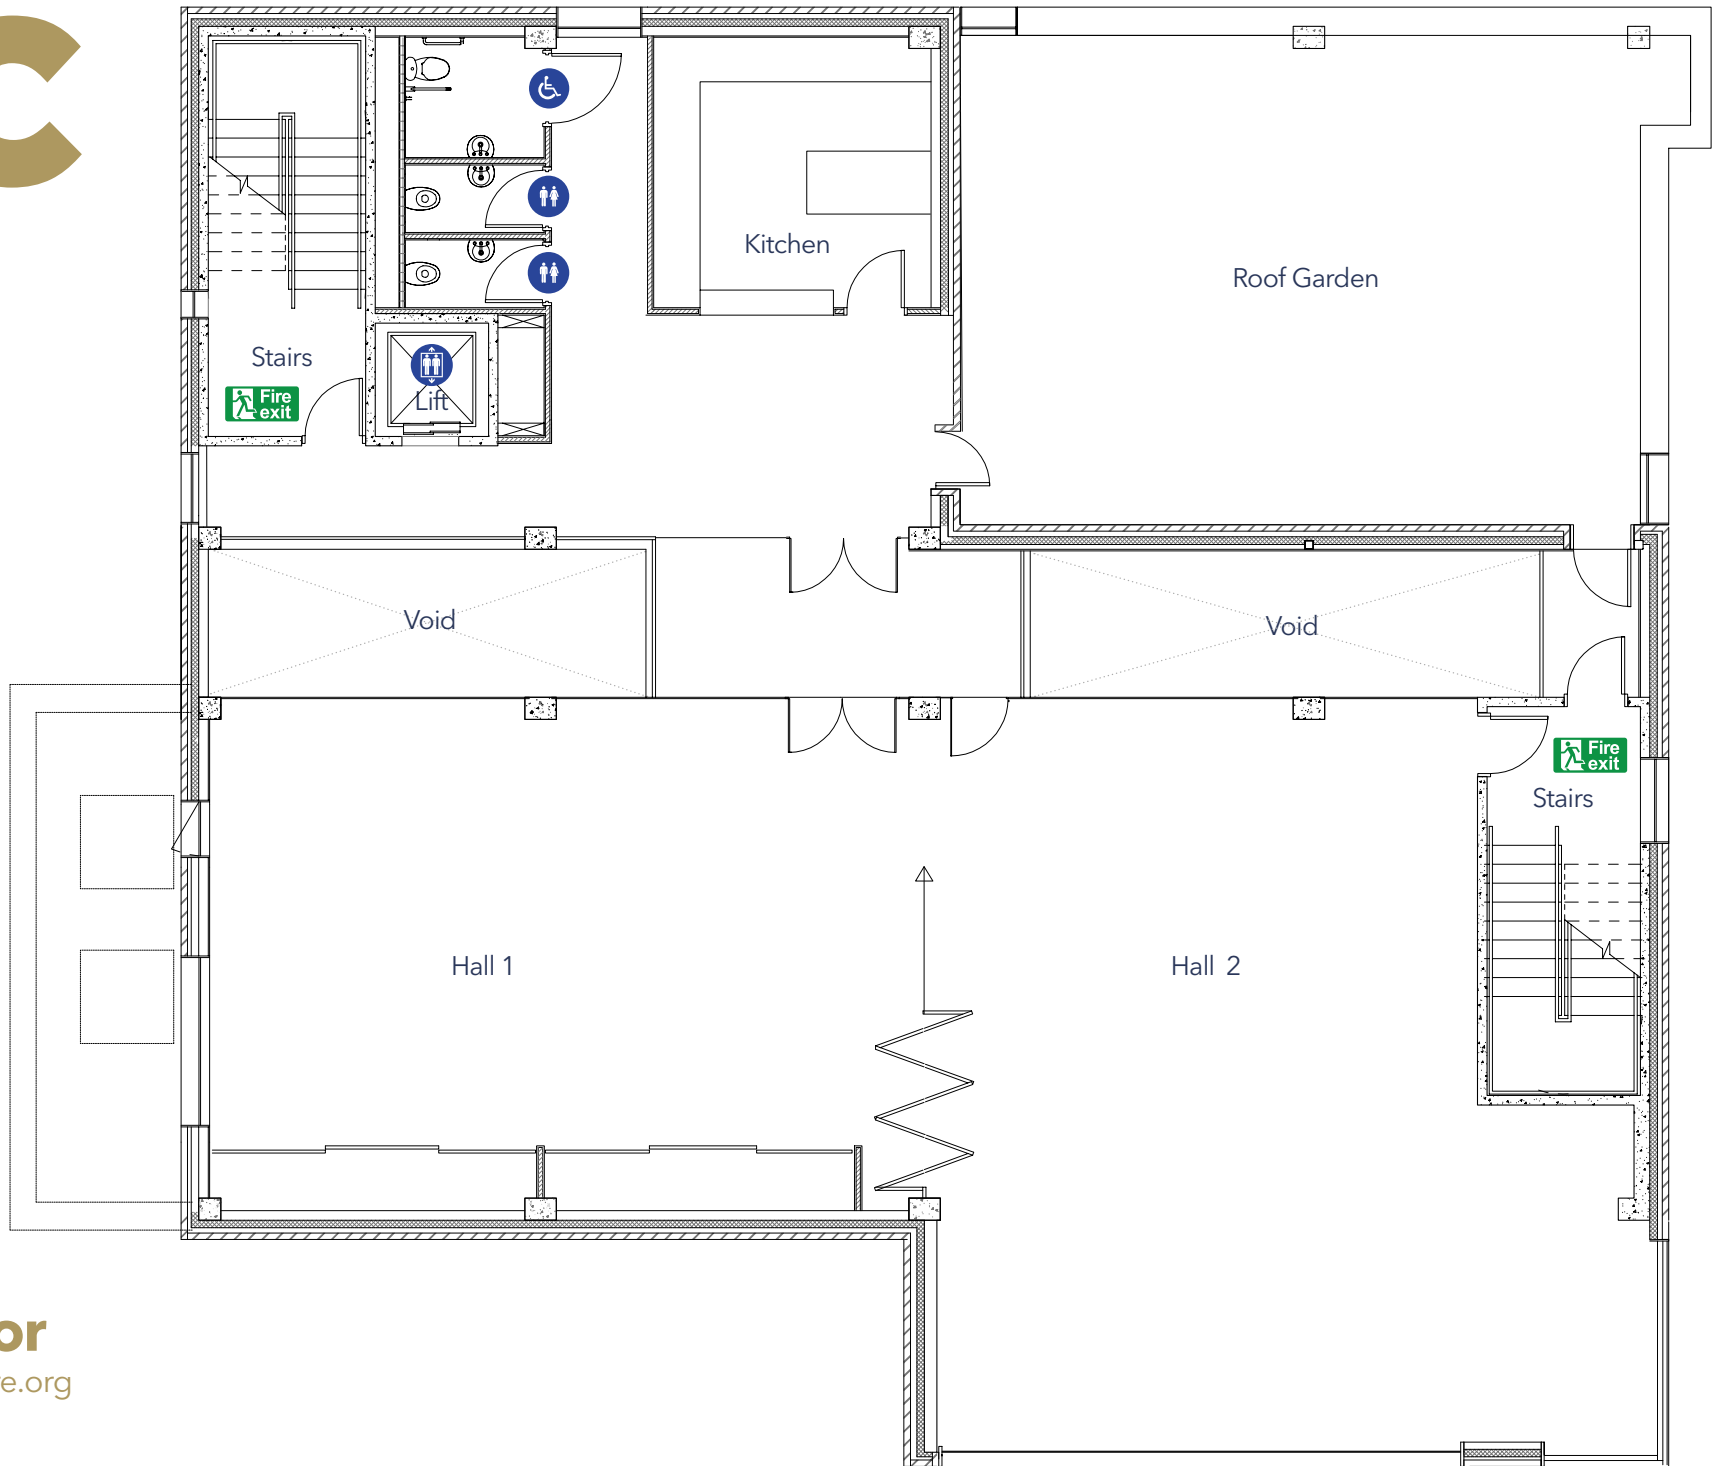 C
Kitchen
Roof Garden
Stairs
Fire
exit
Lift
Void
Void
Fire
exit
Stairs
Hall 1
Hall 2
or
e.org